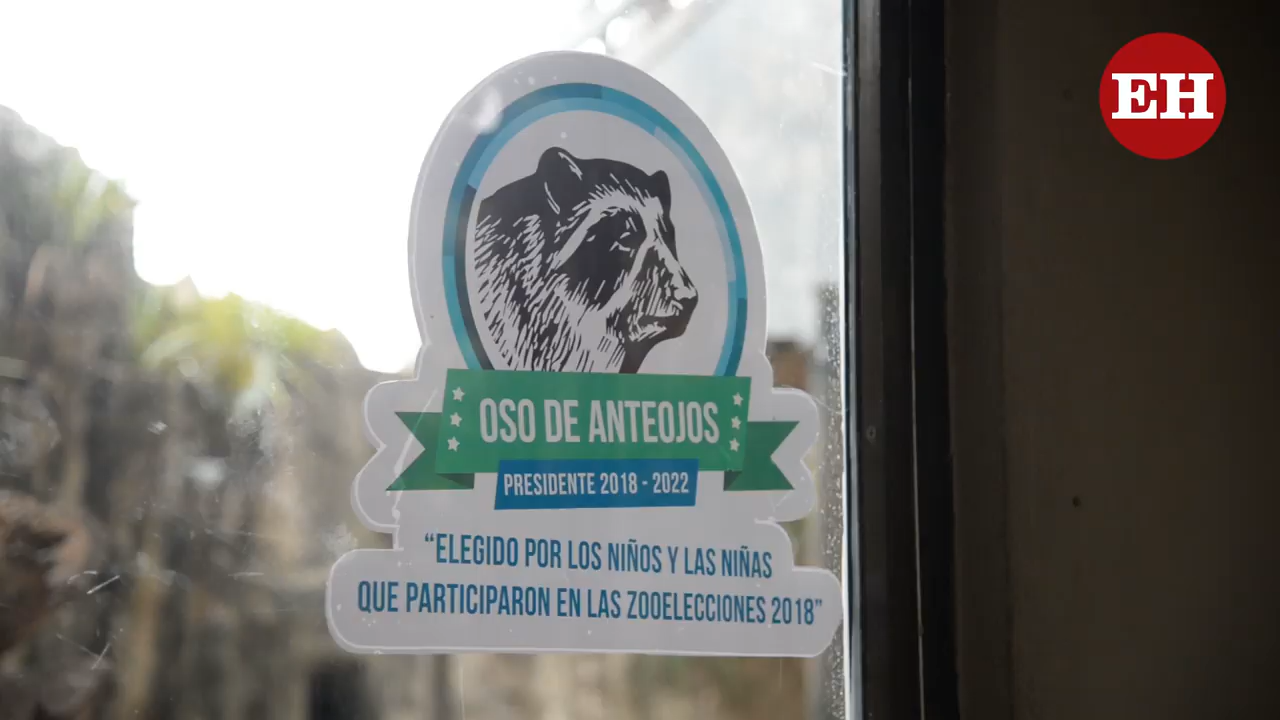 EH
OSO DE ANTEOJOS
PRESIDENTE 2018 - 2022
“ELEGIDO POR LOS NIÑOS Y LAS NIÑAS
QUE PARTICIPARON EN LAS ZOOELECCIONES 2018”